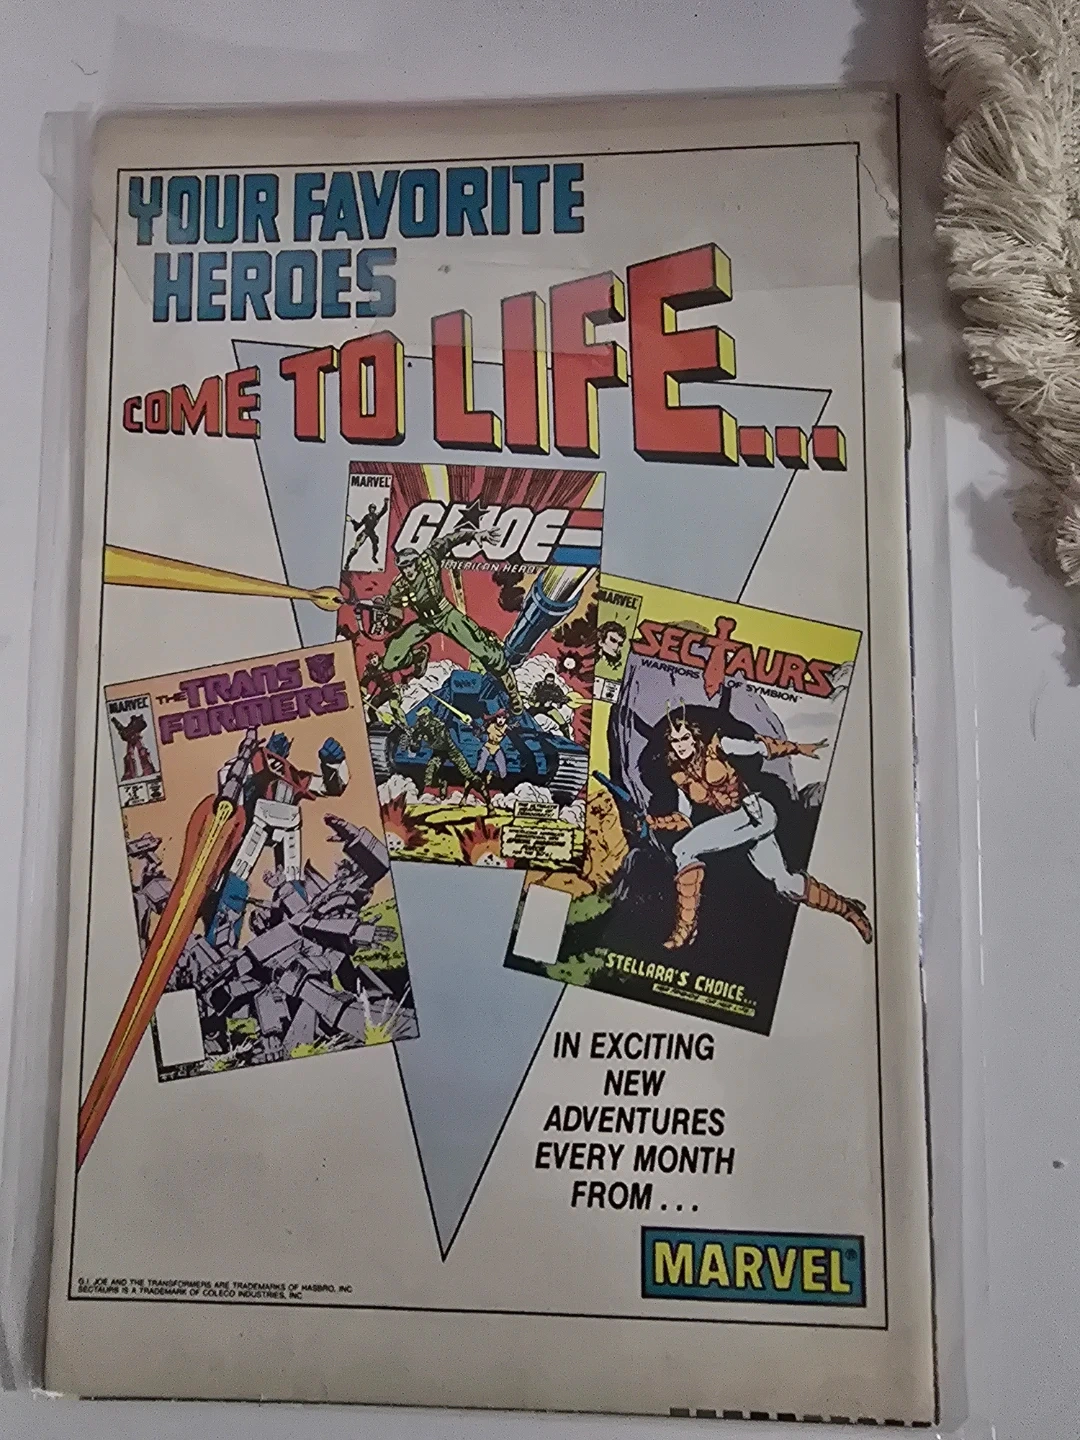 YOUR FAVORITE
HEROES
COME TO LIFE...
MARVEL
G.I. JOE
AMERICAN HERO
MARVEL
SECTAURS
WARRIORS OF SYMBION
MARVEL
THE TRANSFORMERS
STELLARA'S CHOICE...
IN EXCITING
NEW
ADVENTURES
EVERY MONTH
FROM...
MARVEL®
G.I. JOE AND THE TRANSFORMERS ARE TRADEMARKS OF HASBRO, INC
SECTAURS IS A TRADEMARK OF COLECO INDUSTRIES, INC